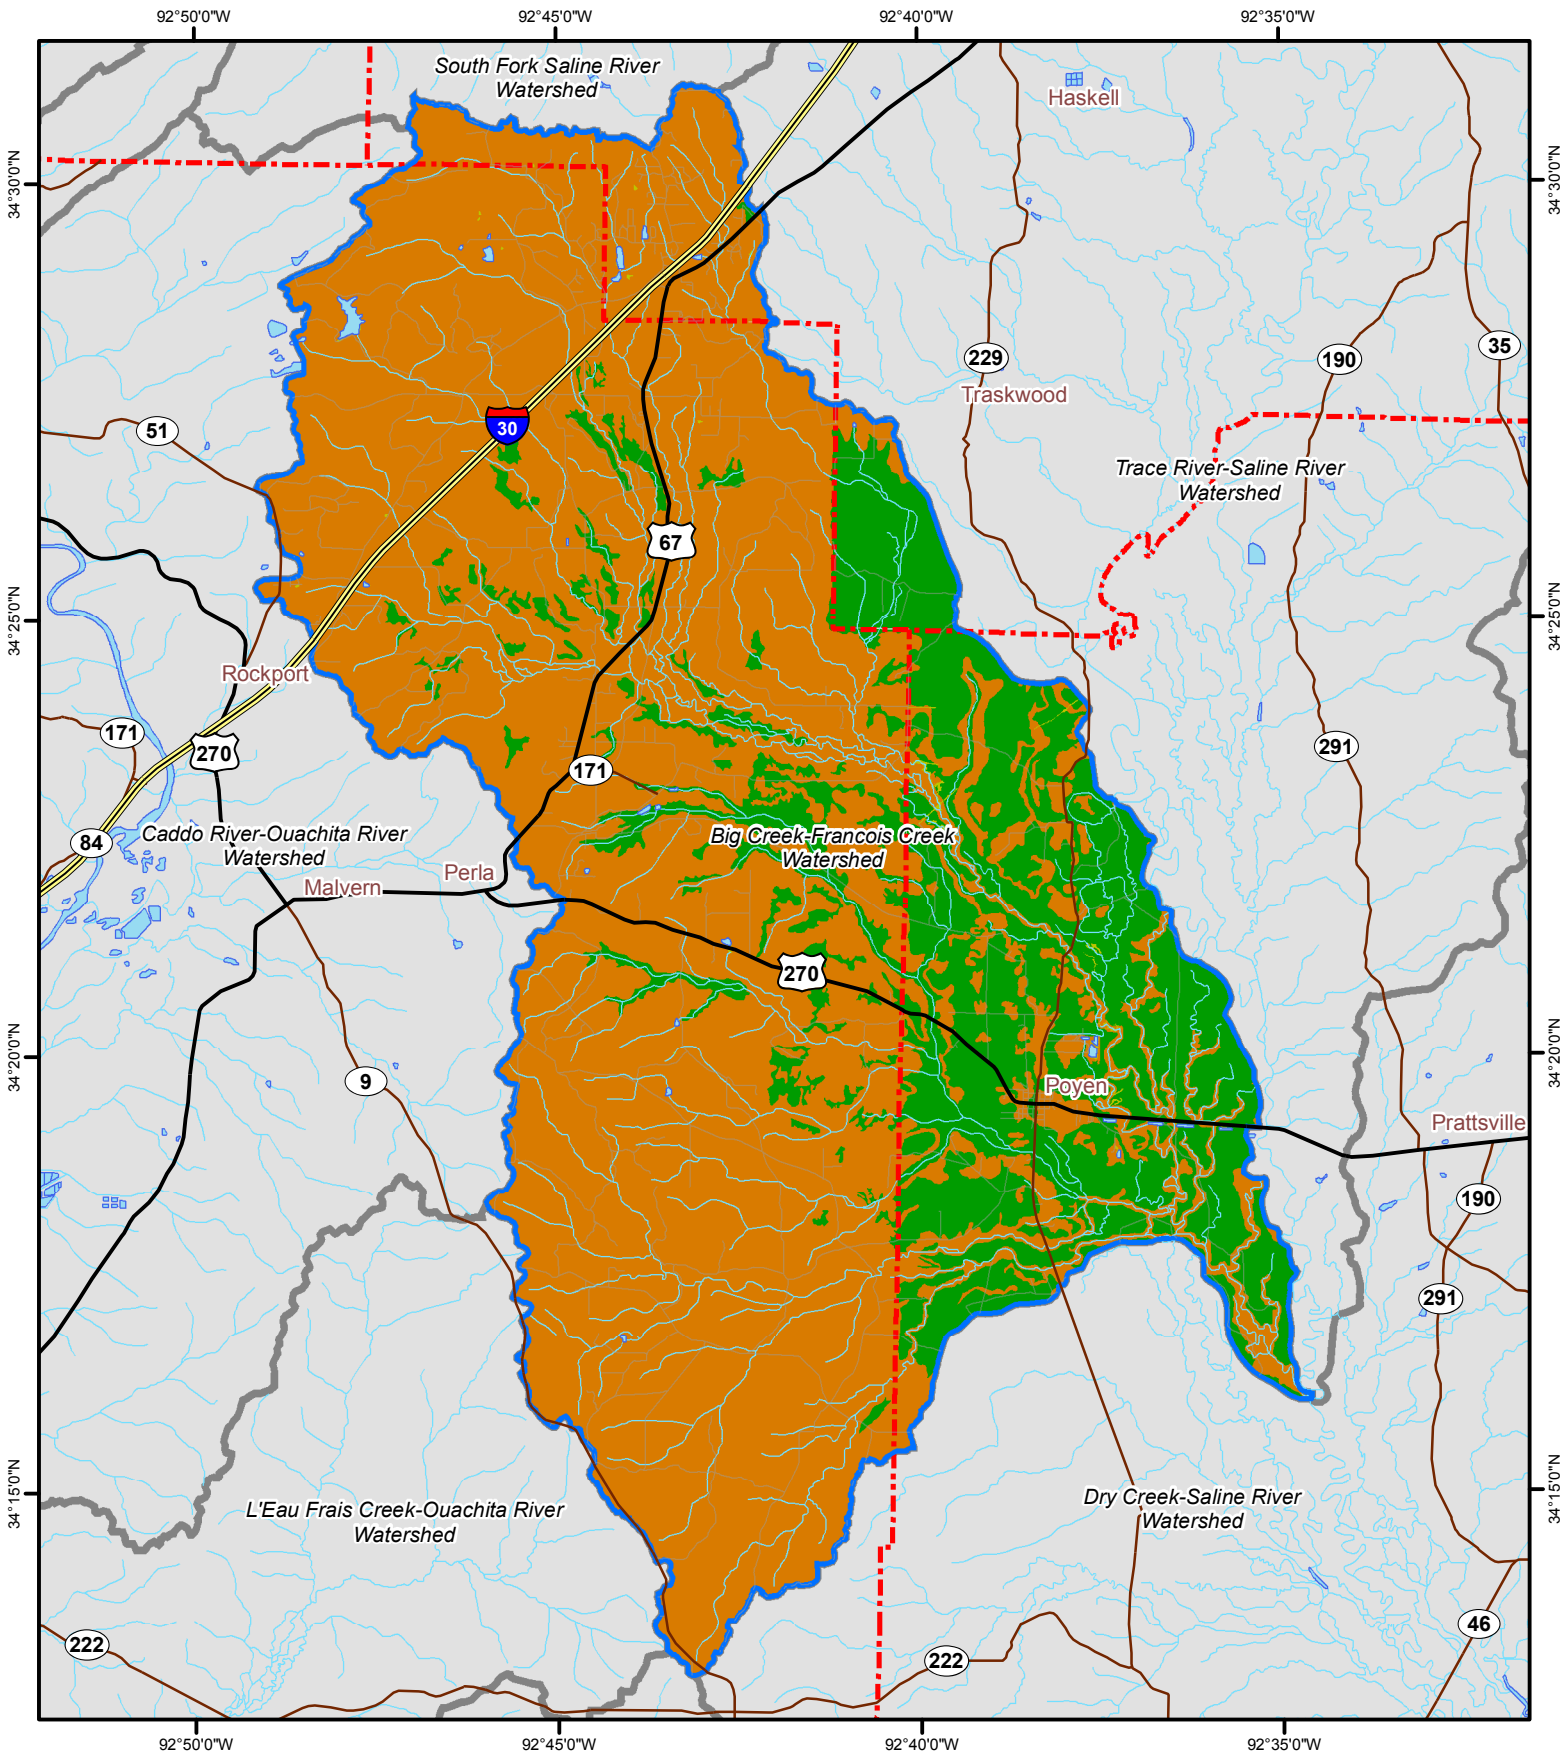 92°50'0"W
92°45'0"W
92°40'0"W
92°35'0"W
South Fork Saline River
Watershed
Haskell
34°30'0"N
34°30'0"N
229
190
35
Traskwood
30
51
Trace River-Saline River
Watershed
67
34°25'0"N
34°25'0"N
Rockport
171
270
291
171
84
Caddo River-Ouachita River
Watershed
Big Creek-Francois Creek
Watershed
Perla
Malvern
270
34°20'0"N
34°20'0"N
9
Poyen
Prattsville
190
291
34°15'0"N
34°15'0"N
L'Eau Frais Creek-Ouachita River
Watershed
Dry Creek-Saline River
Watershed
46
222
222
92°50'0"W
92°45'0"W
92°40'0"W
92°35'0"W